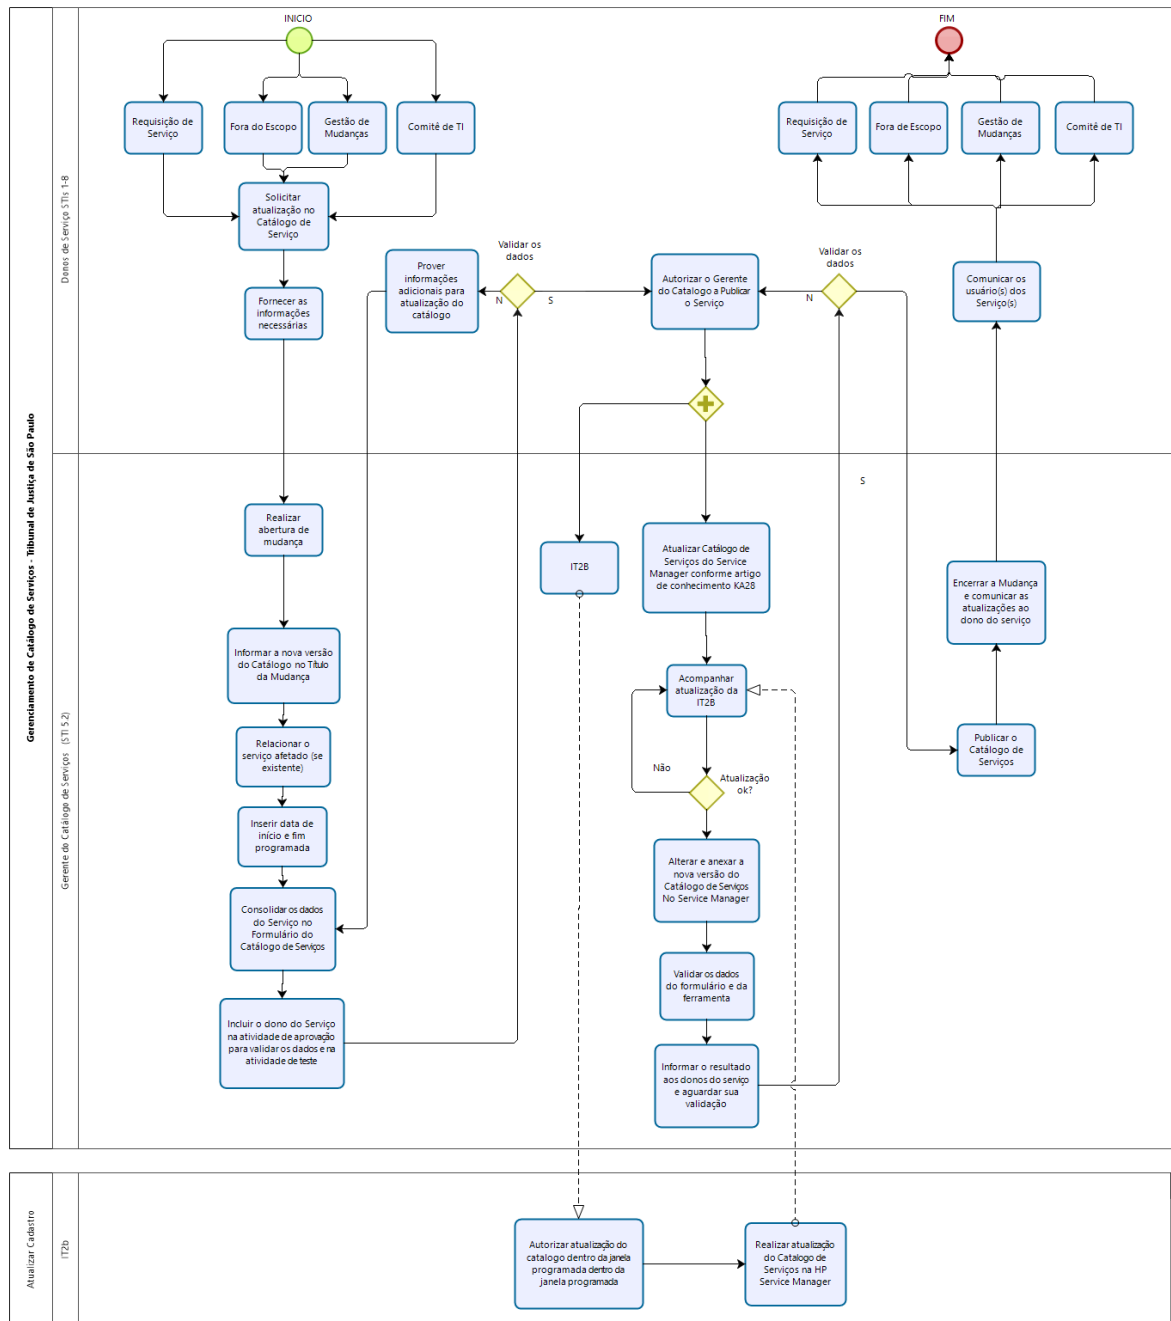 INICIO
FIM
Requisição de
Serviço
Fora do Escopo
Gestão de
Mudanças
Comitê de TI
Requisição de
Serviço
Fora de Escopo
Gestão de
Mudanças
Comitê de TI
Solicitar
atualização no
Catálogo de
Serviço
Donos de Serviço STIs 1-8
Fornecer as
informações
necessárias
Prover
informações
adicionais para
atualização do
catálogo
Validar os
dados
N
S
Autorizar o Gerente
do Catalogo a Publicar
o Serviço
Validar os
dados
N
S
Comunicar os
usuário(s) dos
Serviço(s)
Gerenciamento de Catálogo de Serviços - Tribunal de Justiça de São Paulo
Gerente do Catálogo de Serviços (STI 5.2)
Realizar
abertura de
mudança
Informar a nova versão
do Catálogo no Título
da Mudança
Relacionar o
serviço afetado (se
existente)
Inserir data de
início e fim
programada
Consolidar os dados
do Serviço no
Formulário do
Catálogo de Serviços
Incluir o dono do Serviço
na atividade de aprovação
para validar os dados e na
atividade de teste
IT2B
Atualizar Catálogo de
Serviços do Service
Manager conforme artigo
de conhecimento KA28
Acompanhar
atualização da
IT2B
Não
Atualização
ok?
Alterar e anexar a
nova versão do
Catálogo de Serviços
No Service Manager
Validar os dados
do formulário e da
ferramenta
Informar o resultado
aos donos do serviço
e aguardar sua
validação
Encerrar a Mudança
e comunicar as
atualizações ao
dono do serviço
Publicar o
Catálogo de
Serviços
Atualizar Cadastro
IT2b
Autorizar atualização do
catalogo dentro da janela
programada dentro da
janela programada
Realizar atualização
do Catalogo de
Serviços na HP
Service Manager